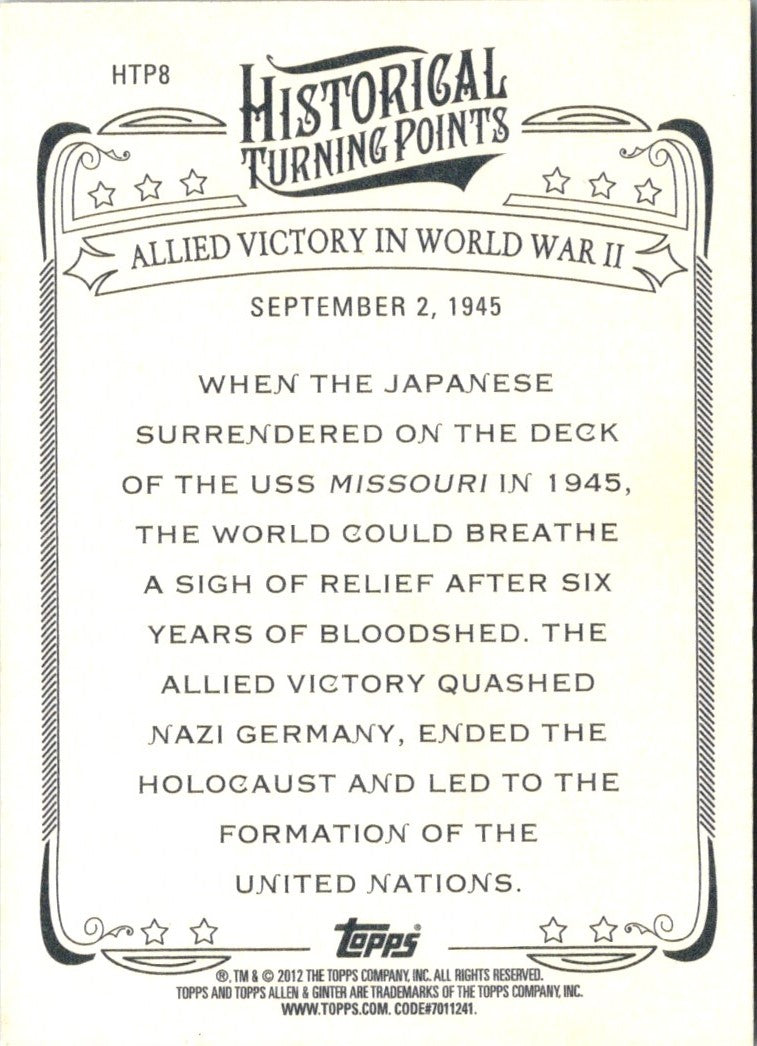 HTP8
HISTORICAL
TURNING POINTS
ALLIED VICTORY IN WORLD WAR II
SEPTEMBER 2, 1945
WHEN THE JAPANESE
SURRENDERED ON THE DECK
OF THE USS MISSOURI IN 1945,
THE WORLD COULD BREATHE
A SIGH OF RELIEF AFTER SIX
YEARS OF BLOODSHED. THE
ALLIED VICTORY QUASHED
NAZI GERMANY, ENDED THE
HOLOCAUST AND LED TO THE
FORMATION OF THE
UNITED NATIONS.
topps®
®, TM & © 2012 THE TOPPS COMPANY, INC. ALL RIGHTS RESERVED.
TOPPS AND TOPPS ALLEN & GINTER ARE TRADEMARKS OF THE TOPPS COMPANY, INC.
WWW.TOPPS.COM. CODE#7011241.